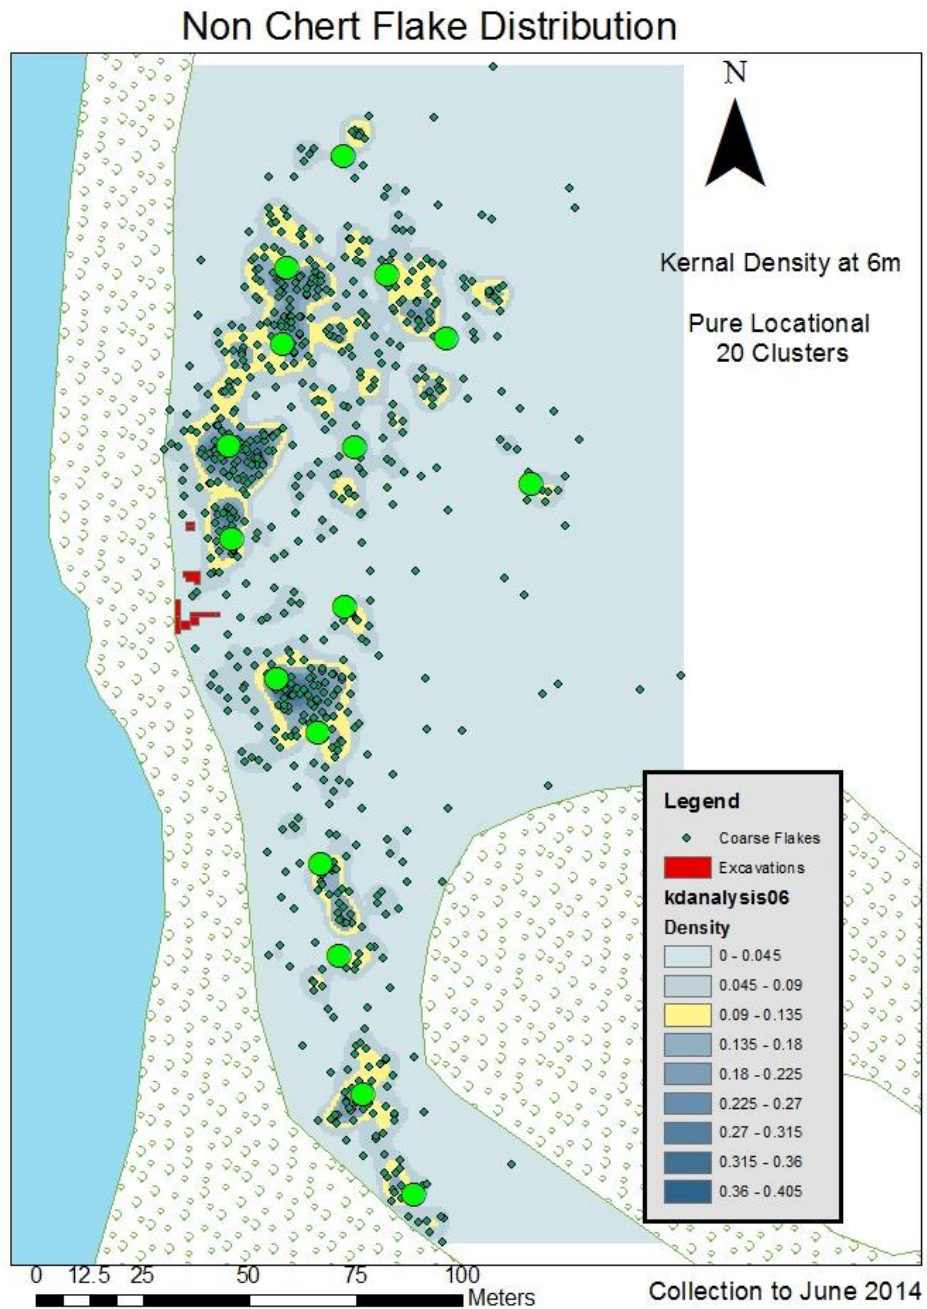 Non Chert Flake Distribution
N
Kernal Density at 6m
Pure Locational
20 Clusters
Legend
Coarse Flakes
Excavations
kdanalysis06
Density
0 - 0.045
0.045 - 0.09
0.09 - 0.135
0.135 - 0.18
0.18 - 0.225
0.225 - 0.27
0.27 - 0.315
0.315 - 0.36
0.36 - 0.405
0 12.5 25 50 75 100
Meters
Collection to June 2014